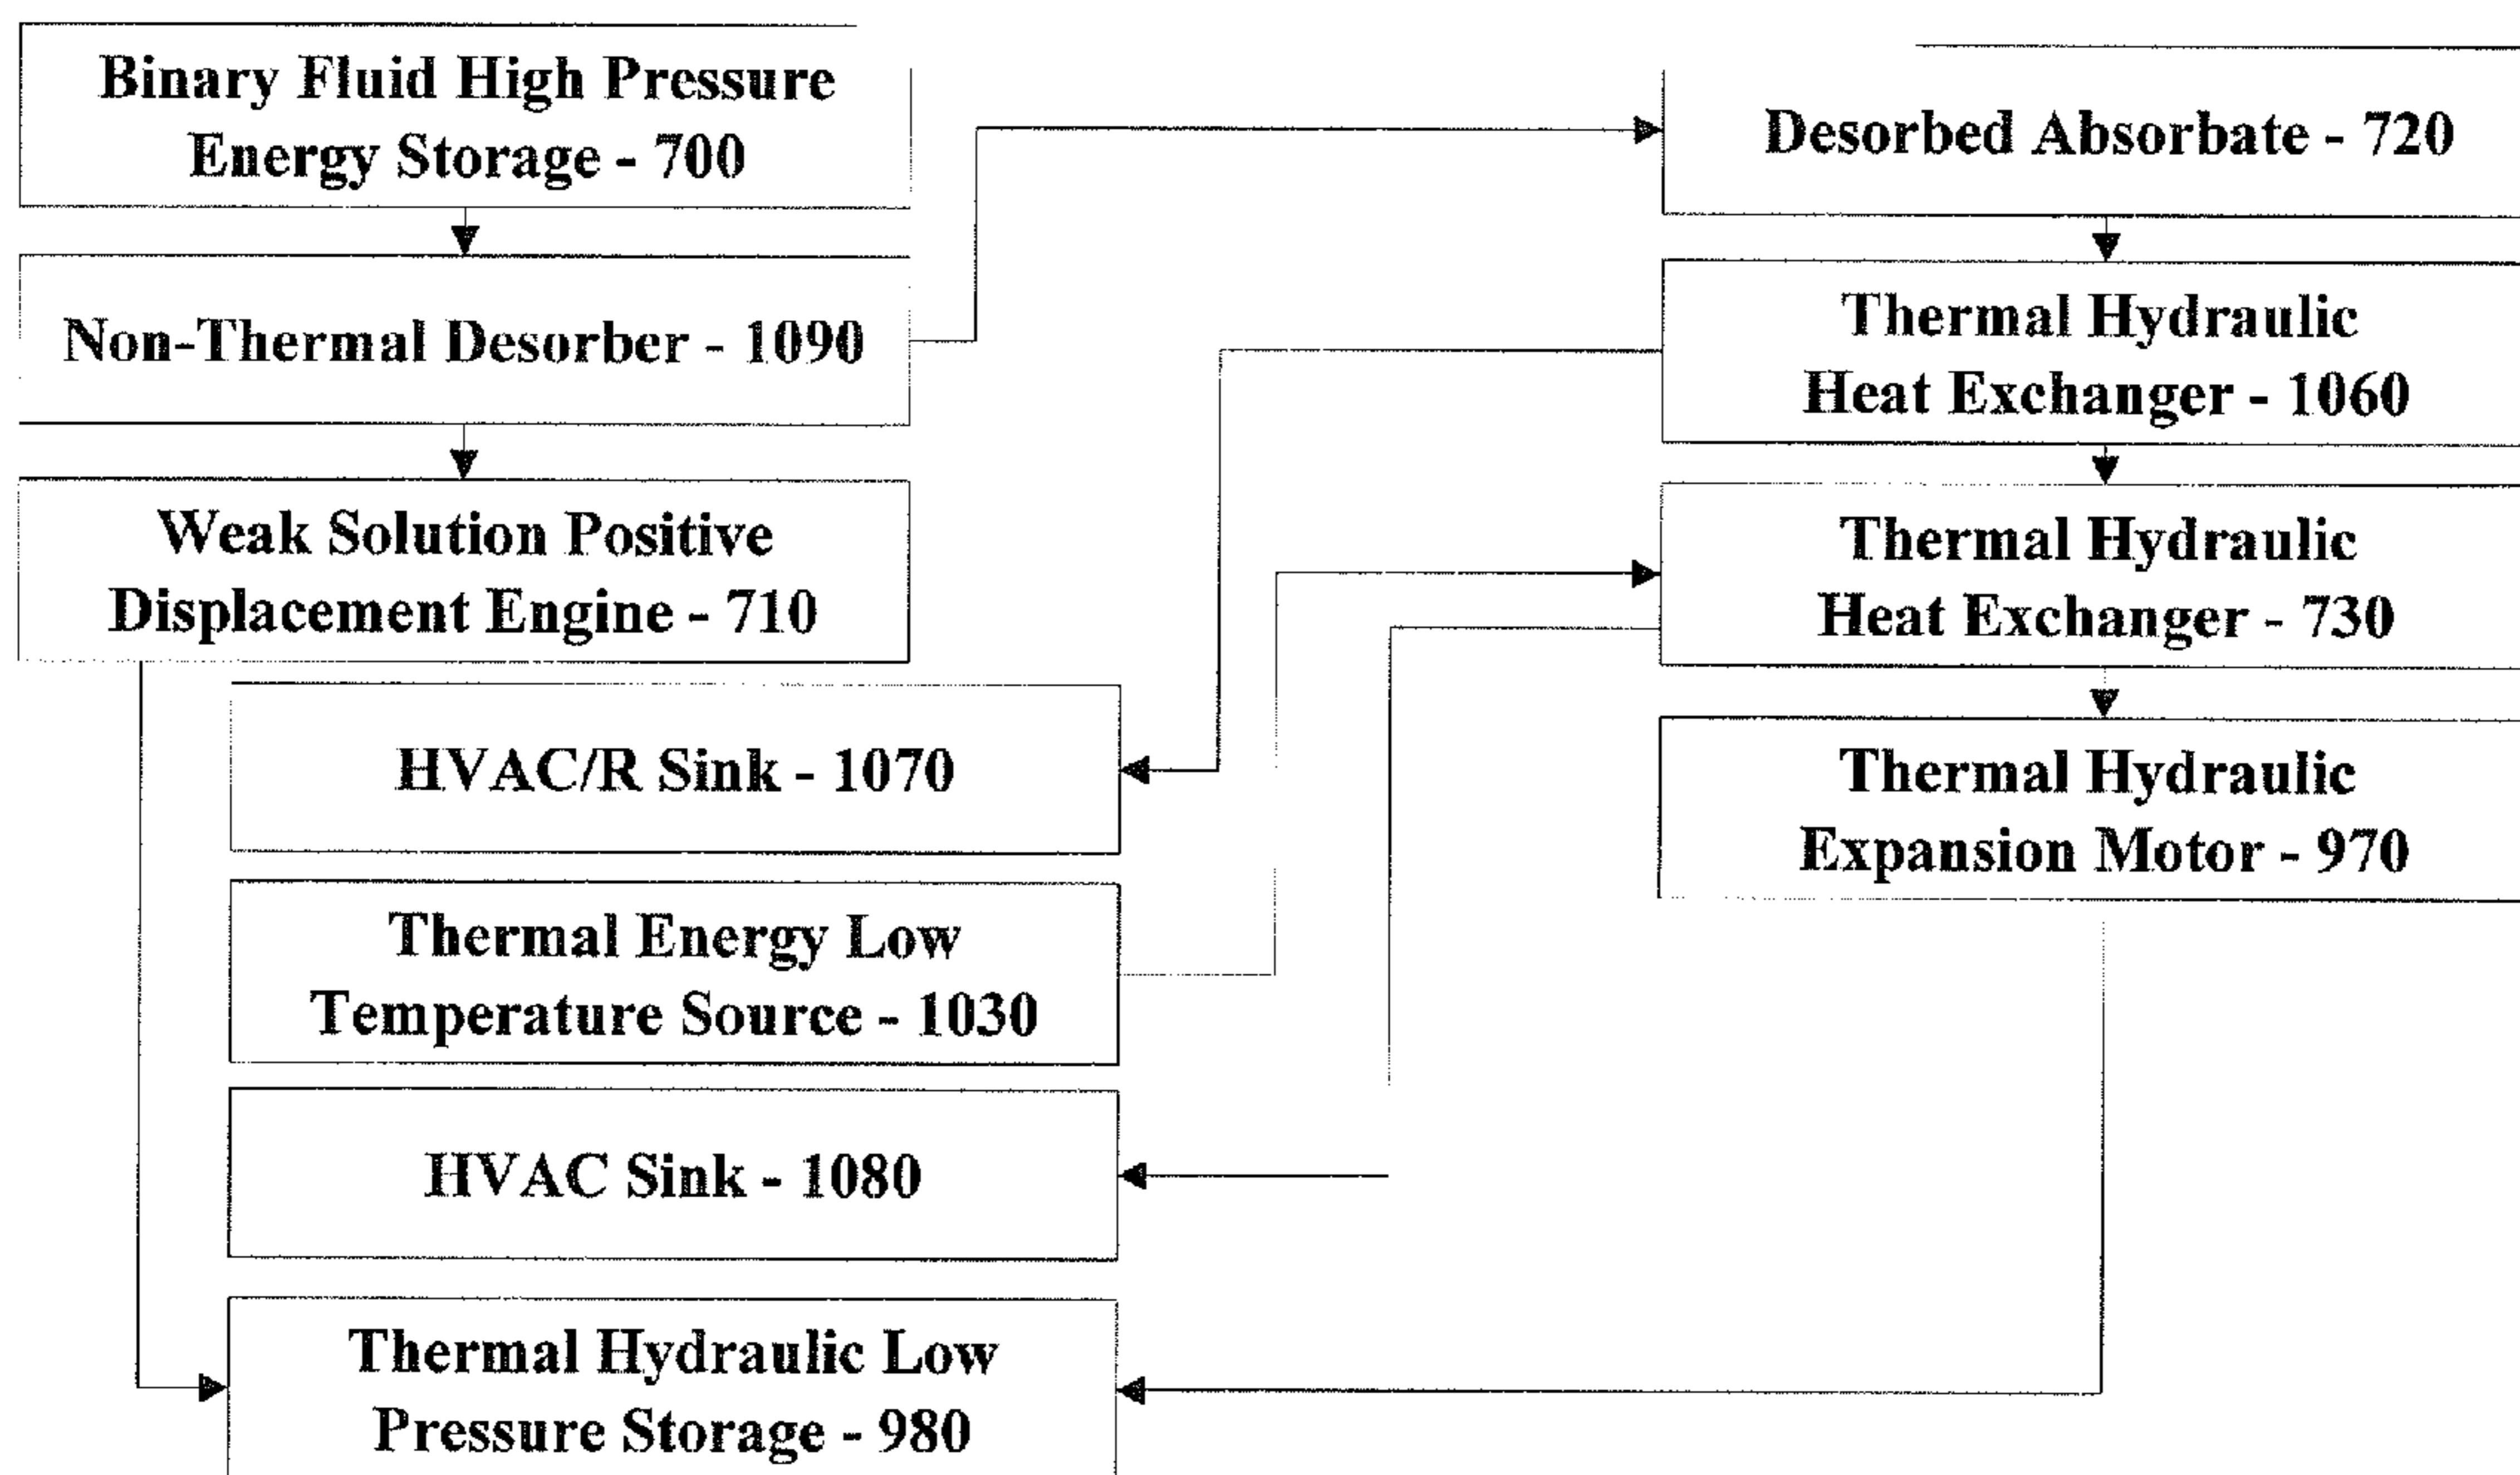 Binary Fluid High Pressure
Energy Storage - 700
Non-Thermal Desorber - 1090
Weak Solution Positive
Displacement Engine - 710
HVAC/R Sink - 1070
Thermal Energy Low
Temperature Source - 1030
HVAC Sink - 1080
Thermal Hydraulic Low
Pressure Storage - 980
Desorbed Absorbate - 720
Thermal Hydraulic
Heat Exchanger - 1060
Thermal Hydraulic
Heat Exchanger - 730
Thermal Hydraulic
Expansion Motor - 970